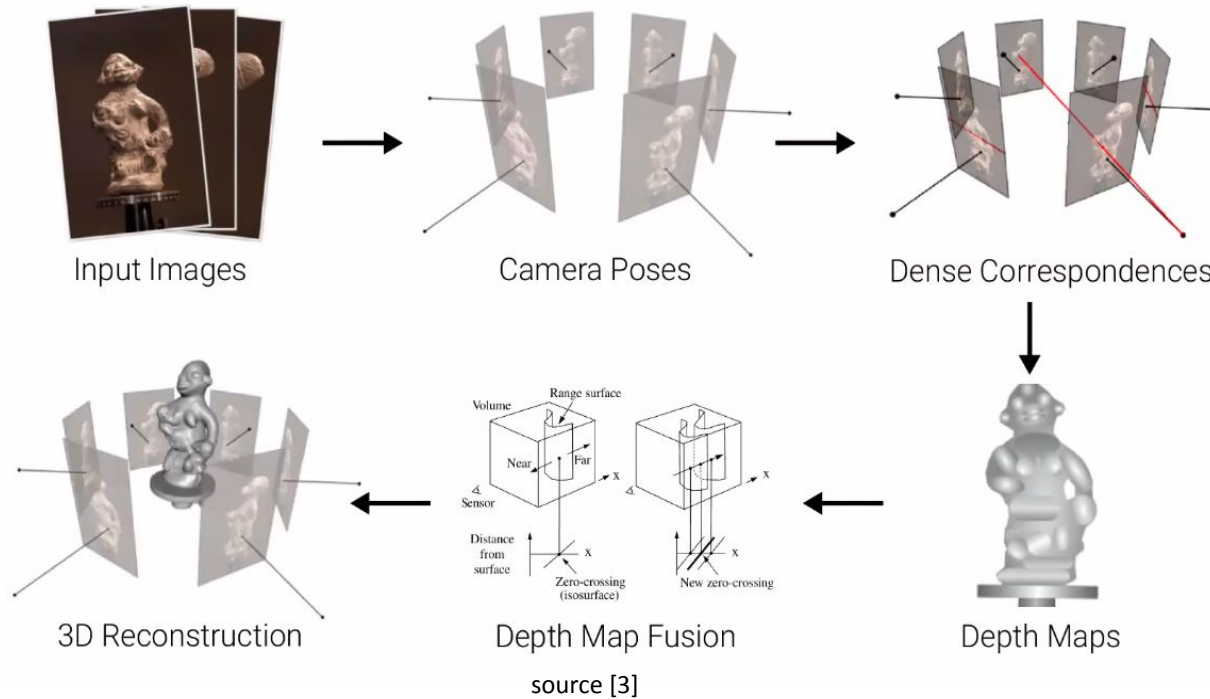 Input Images
Camera Poses
Dense Correspondences
3D Reconstruction
Volume
Range surface
Near
Far
x
Sensor
Distance
from
surface
x
Zero-crossing
(isosurface)
x
x
New zero-crossing
Depth Map Fusion
Depth Maps
source [3]